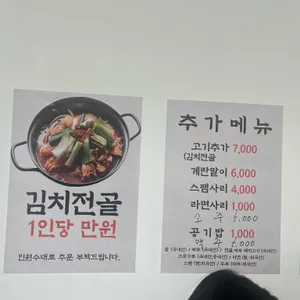 김치전골
1인당 만원
인원수대로 주문 부탁드립니다.
추가메뉴
고기추가 7,000
(김치전골
계란말이 6,000
스팸사리 4,000
라면사리 1,000
소주 5,000
공기밥 1,000
맥주 5,000